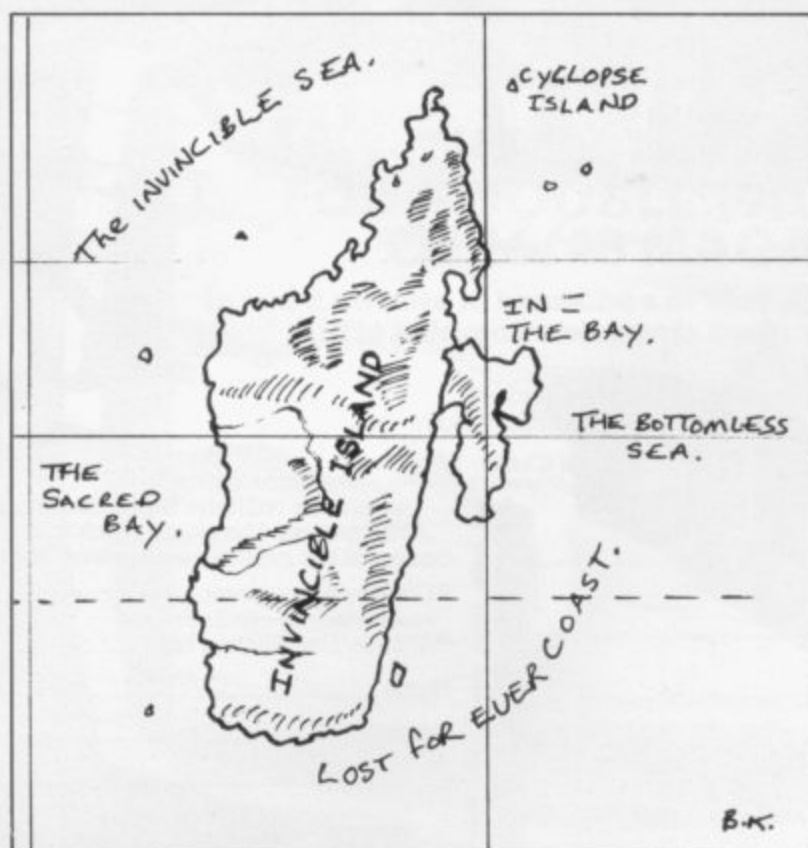 The INVINCIBLE SEA.
CYGLOPSE
ISLAND
IN =
THE BAY.
THE BOTTOMLESS
SEA.
THE
SACRED
BAY.
INVINCIBLE ISLAND
LOST FOR EVER COAST.
B.K.